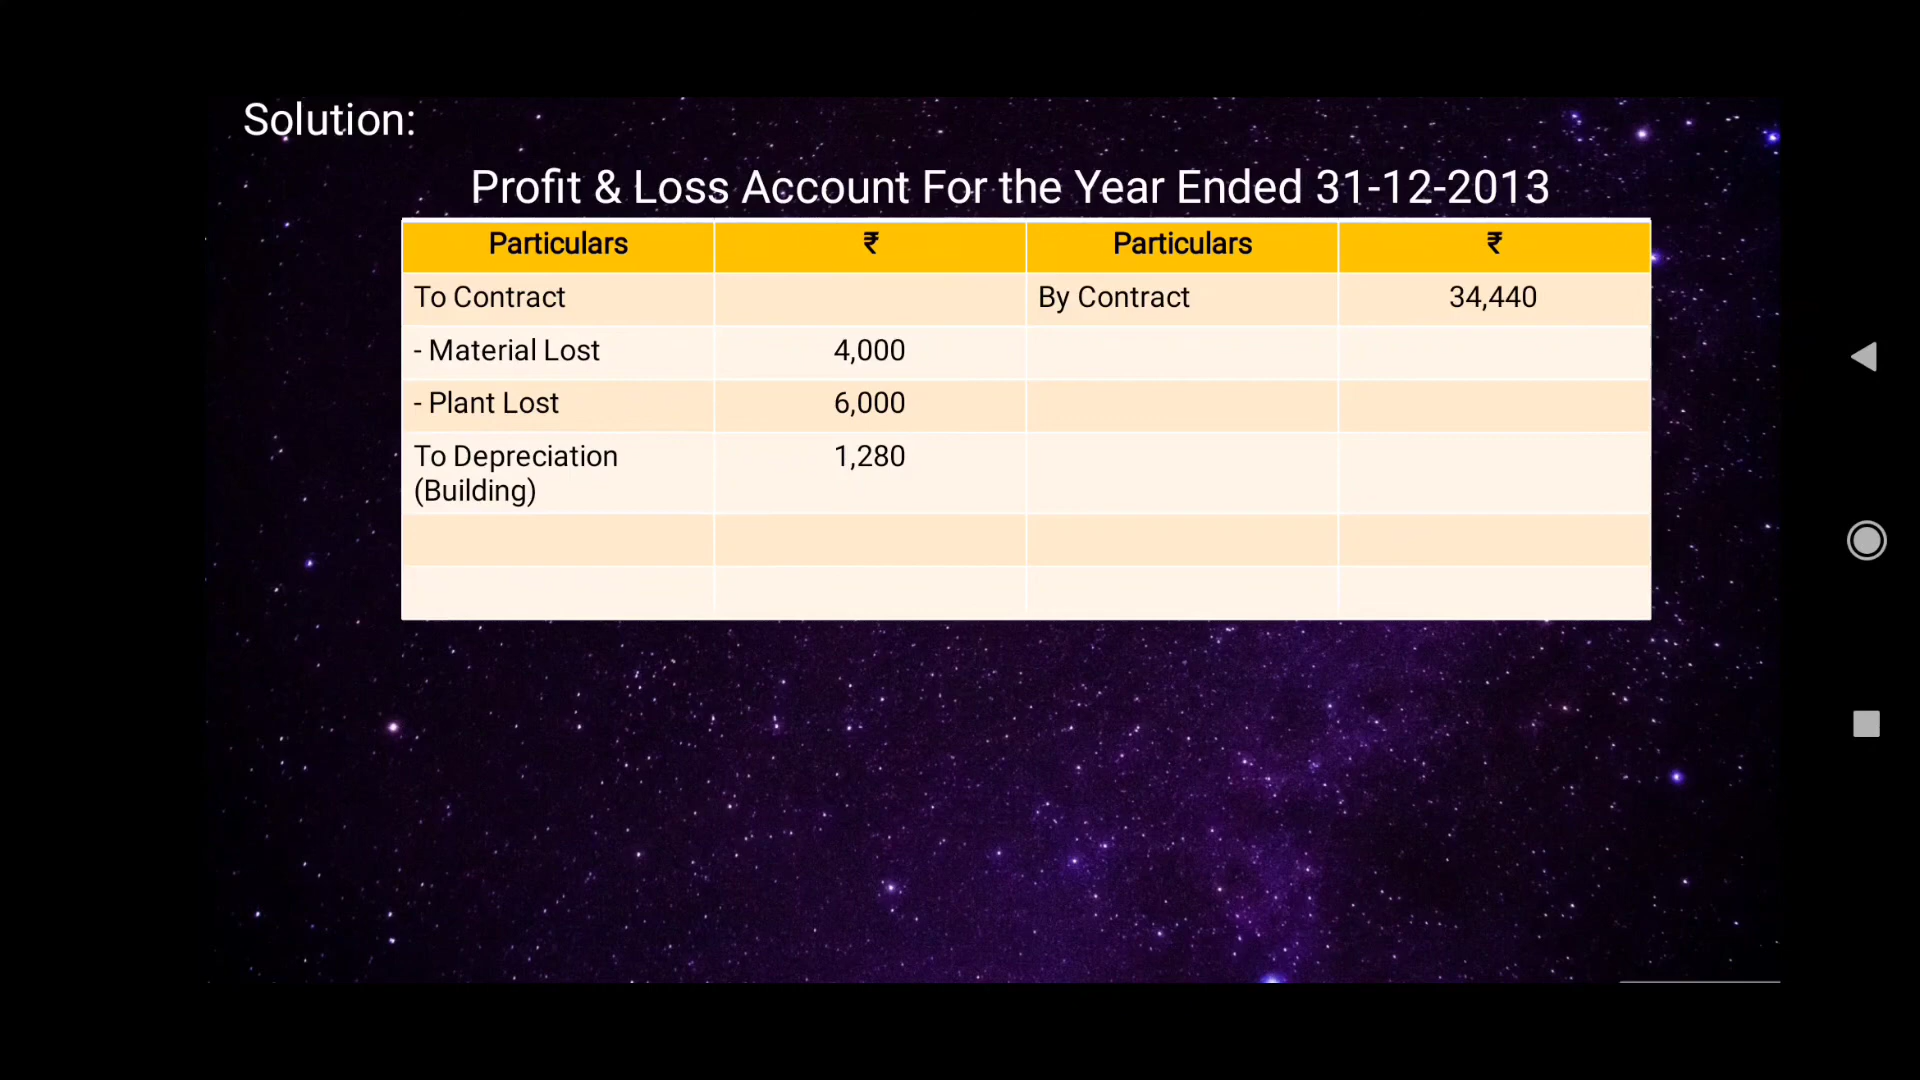 Solution:
Profit & Loss Account For the Year Ended 31-12-2013
Particulars ₹ Particulars ₹
To Contract By Contract 34,440
- Material Lost 4,000
- Plant Lost 6,000
To Depreciation 1,280
(Building)